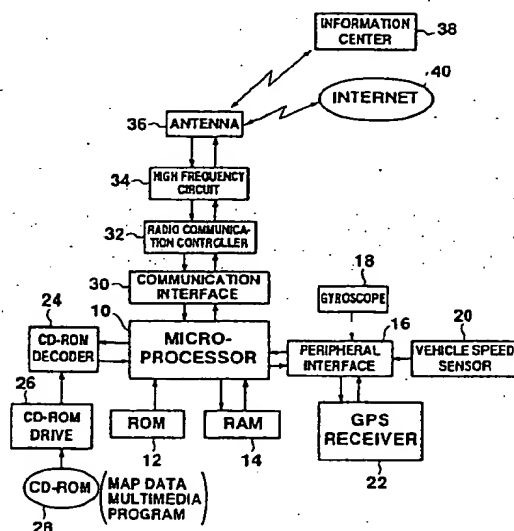 INFORMATION
CENTER
38
40
INTERNET
36
ANTENNA
34
HIGH FREQUENCY
CIRCUIT
32
RADIO COMMUNICA-
TION CONTROLLER
30
COMMUNICATION
INTERFACE
18
GYROSCOPE
24
10
16
20
CD-ROM
DECODER
MICRO-
PROCESSOR
PERIPHERAL
INTERFACE
VEHICLE SPEED
SENSOR
26
CD-ROM
DRIVE
ROM
RAM
GPS
RECEIVER
12
14
22
CD-ROM
(MAP DATA
MULTIMEDIA
PROGRAM)
28